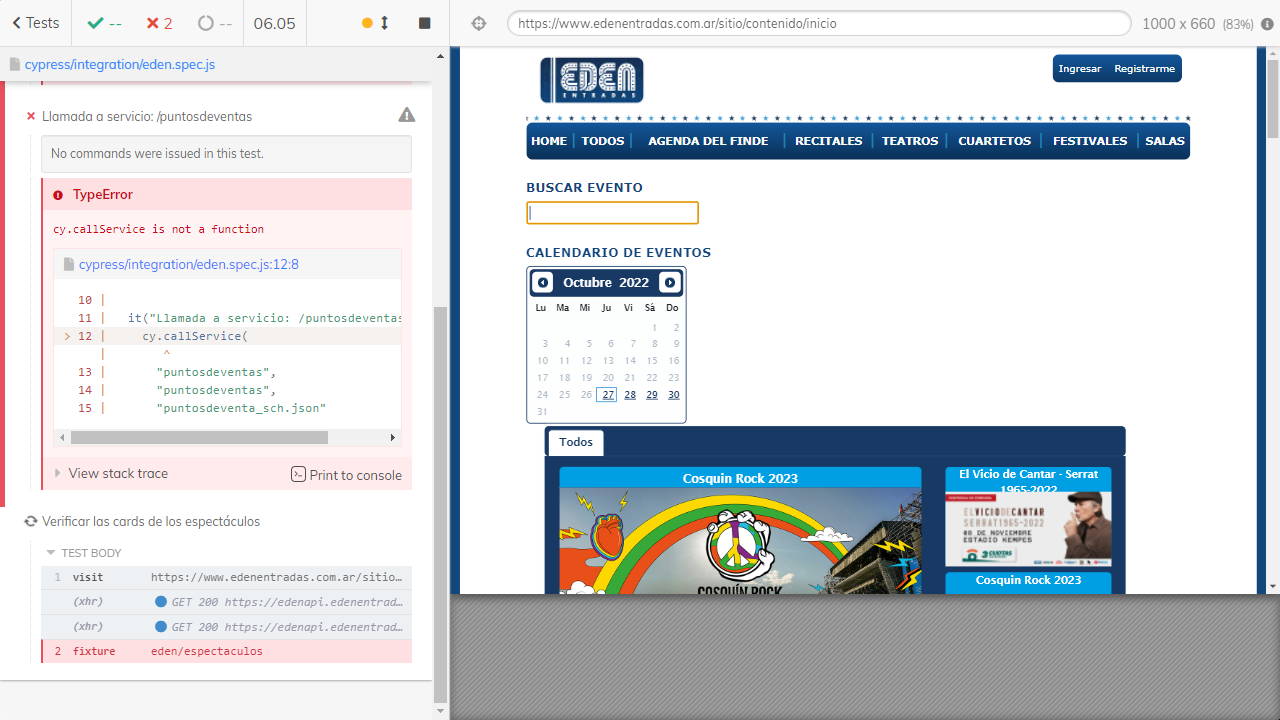 Tests
--
2
--
06.05
https://www.edenentradas.com.ar/sitio/contenido/inicio
1000 x 660 (83%)
cypress/integration/eden.spec.js
Llamada a servicio: /puntosdeventas
No commands were issued in this test.
TypeError
cy.callService is not a function
cypress/integration/eden.spec.js:12:8
10 |
11 | it("Llamada a servicio: /puntosdeventas
> 12 | cy.callService(
| ^
13 | "puntosdeventas",
14 | "puntosdeventas",
15 | "puntosdeventa_sch.json"
View stack trace
Print to console
Verificar las cards de los espectáculos
TEST BODY
1 visit https://www.edenentradas.com.ar/sitio...
(xhr) GET 200 https://edenapi.edenentrad...
(xhr) GET 200 https://edenapi.edenentrad...
2 fixture eden/espectaculos
EDEN
ENTRADAS
Ingresar Registrarme
HOME TODOS AGENDA DEL FINDE RECITALES TEATROS CUARTETOS FESTIVALES SALAS
BUSCAR EVENTO
CALENDARIO DE EVENTOS
Octubre 2022
Lu Ma Mi Ju Vi Sá Do
1 2
3 4 5 6 7 8 9
10 11 12 13 14 15 16
17 18 19 20 21 22 23
24 25 26 27 28 29 30
31
Todos
Cosquin Rock 2023
COSQUÍN ROCK
El Vicio de Cantar - Serrat
1965-2022
EL VICIO DE CANTAR
SERRAT 1965-2022
08 DE NOVIEMBRE
ESTADIO KEMPES
3 CUOTAS
Cosquin Rock 2023